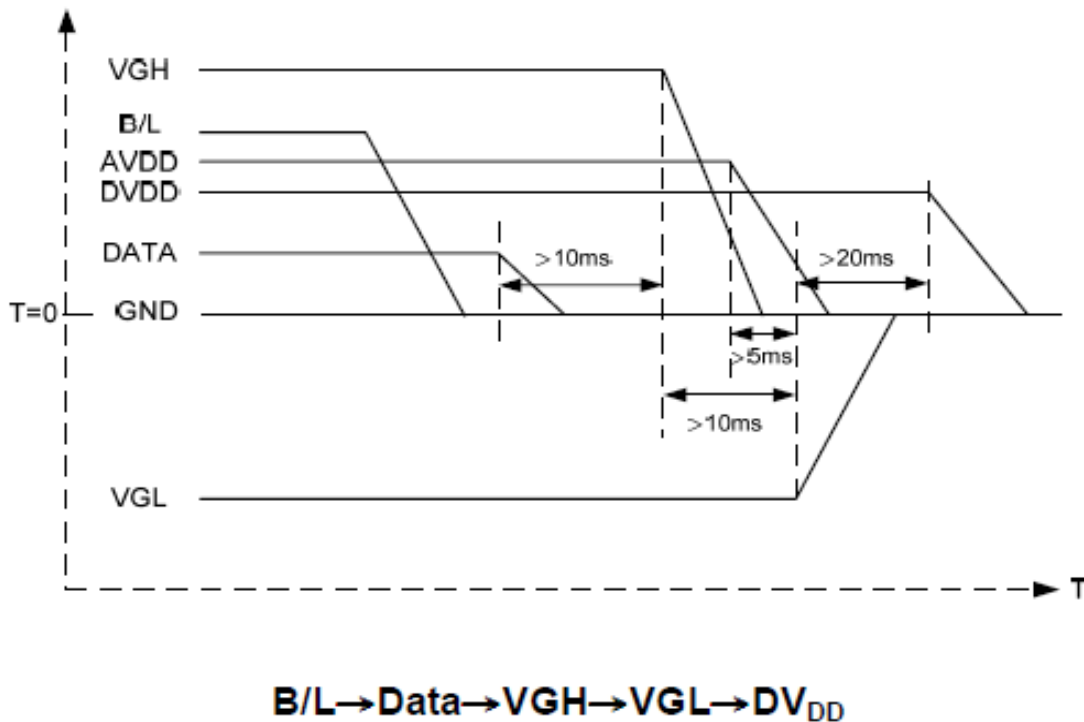 VGH
B/L
AVDD
DVDD
DATA
>10ms
>20ms
T=0
GND
>5ms
>10ms
VGL
T
B/L→Data→VGH→VGL→DVDD